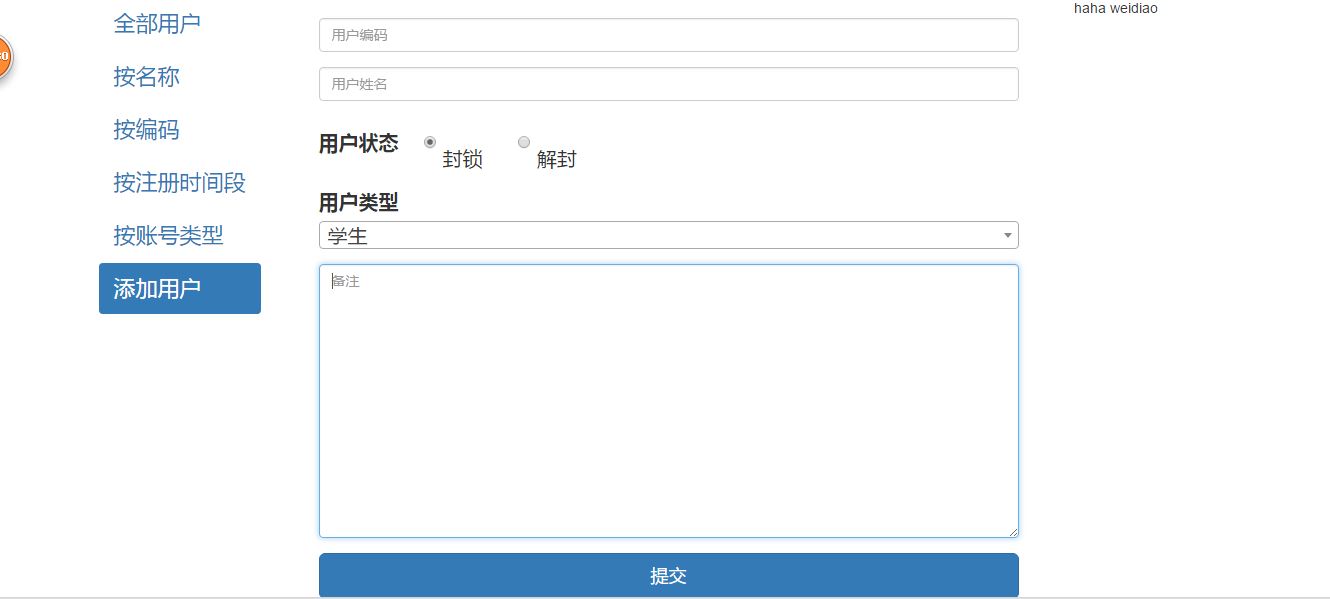 全部用户
按名称
按编码
按注册时间段
按账号类型
添加用户
用户编码
用户姓名
用户状态 封锁 解封
用户类型
学生
备注
提交
haha weidiao